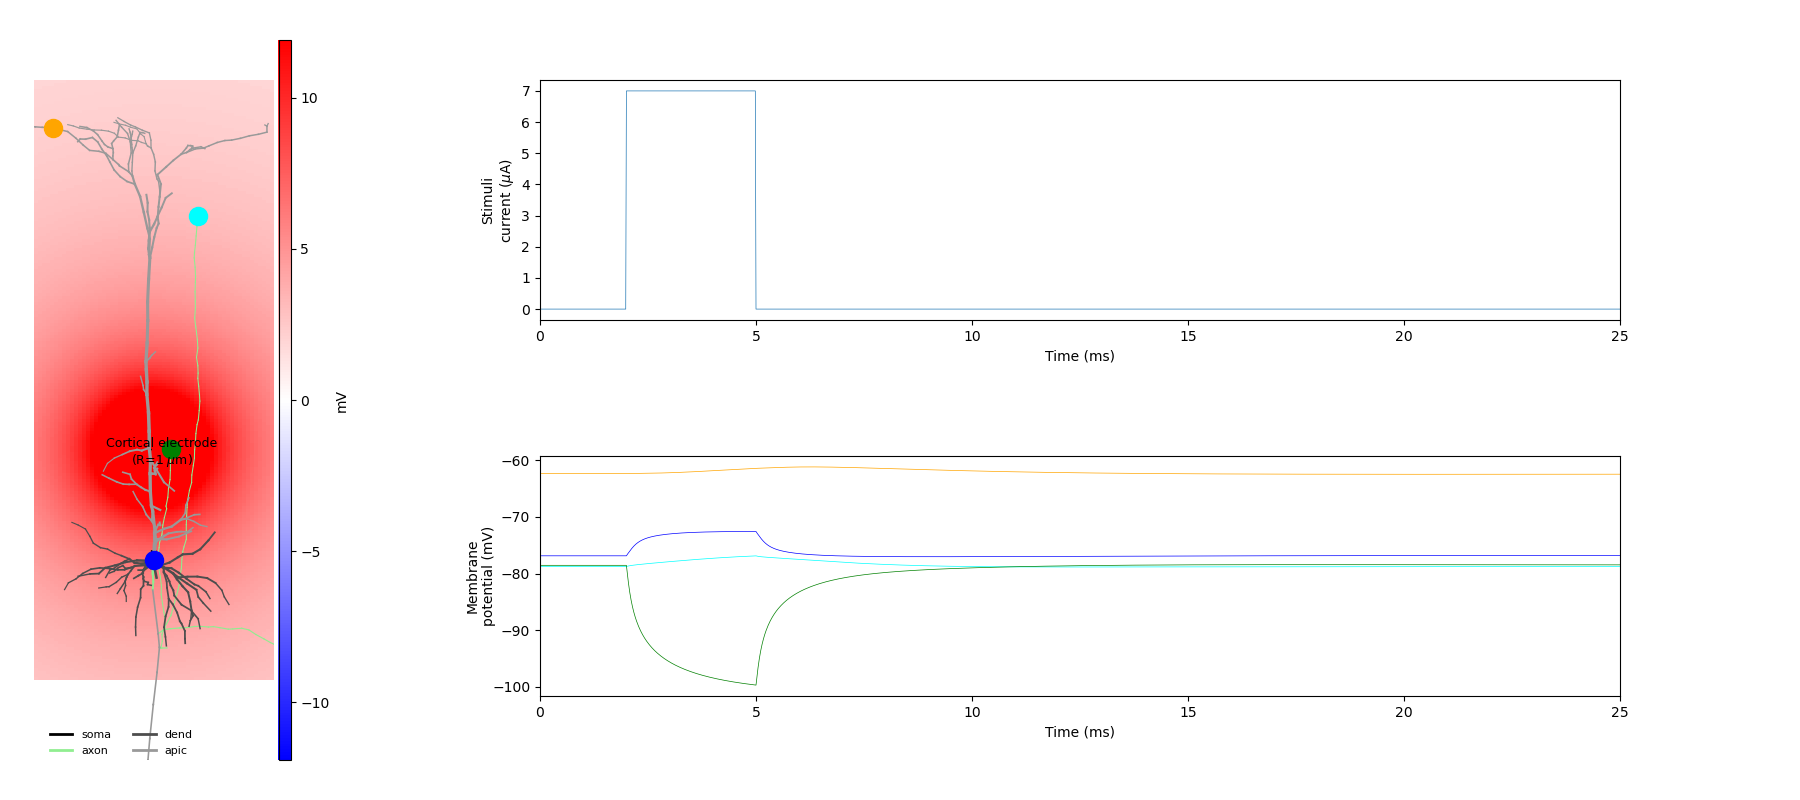 10
5
0
−5
−10
mV
Cortical electrode
(R=1 μm)
soma
axon
dend
apic
Stimuli
current (μA)
7
6
5
4
3
2
1
0
0 5 10 15 20 25
Time (ms)
Membrane
potential (mV)
−60
−70
−80
−90
−100
0 5 10 15 20 25
Time (ms)